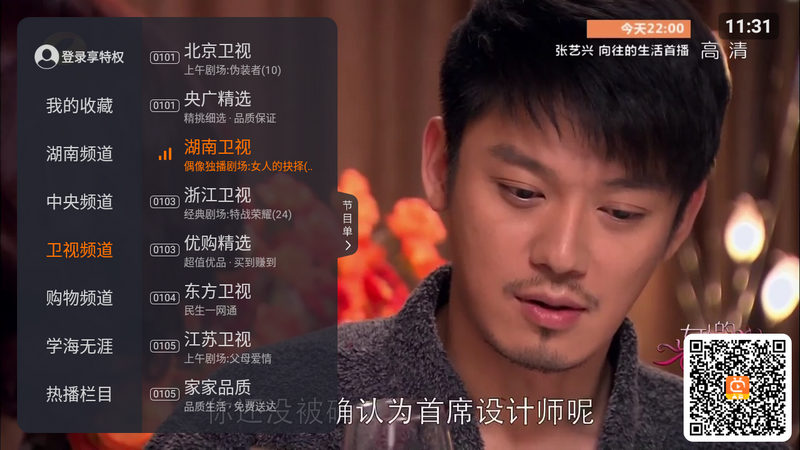 今天22:00
11:31
张艺兴 向往的生活首播
高清
登录享特权
我的收藏
湖南频道
中央频道
卫视频道
购物频道
学海无涯
热播栏目
0101 北京卫视
上午剧场:伪装者(10)
0101 央广精选
精挑细选 · 品质保证
湖南卫视
偶像独播剧场:女人的抉择(..
0103 浙江卫视
经典剧场:特战荣耀(24)
0103 优购精选
超值优品 · 买到赚到
0104 东方卫视
民生一网通
0105 江苏卫视
上午剧场:父母爱情
0105 家家品质
品质生活 · 免费送达
节目单
你还没被确认为首席设计师呢